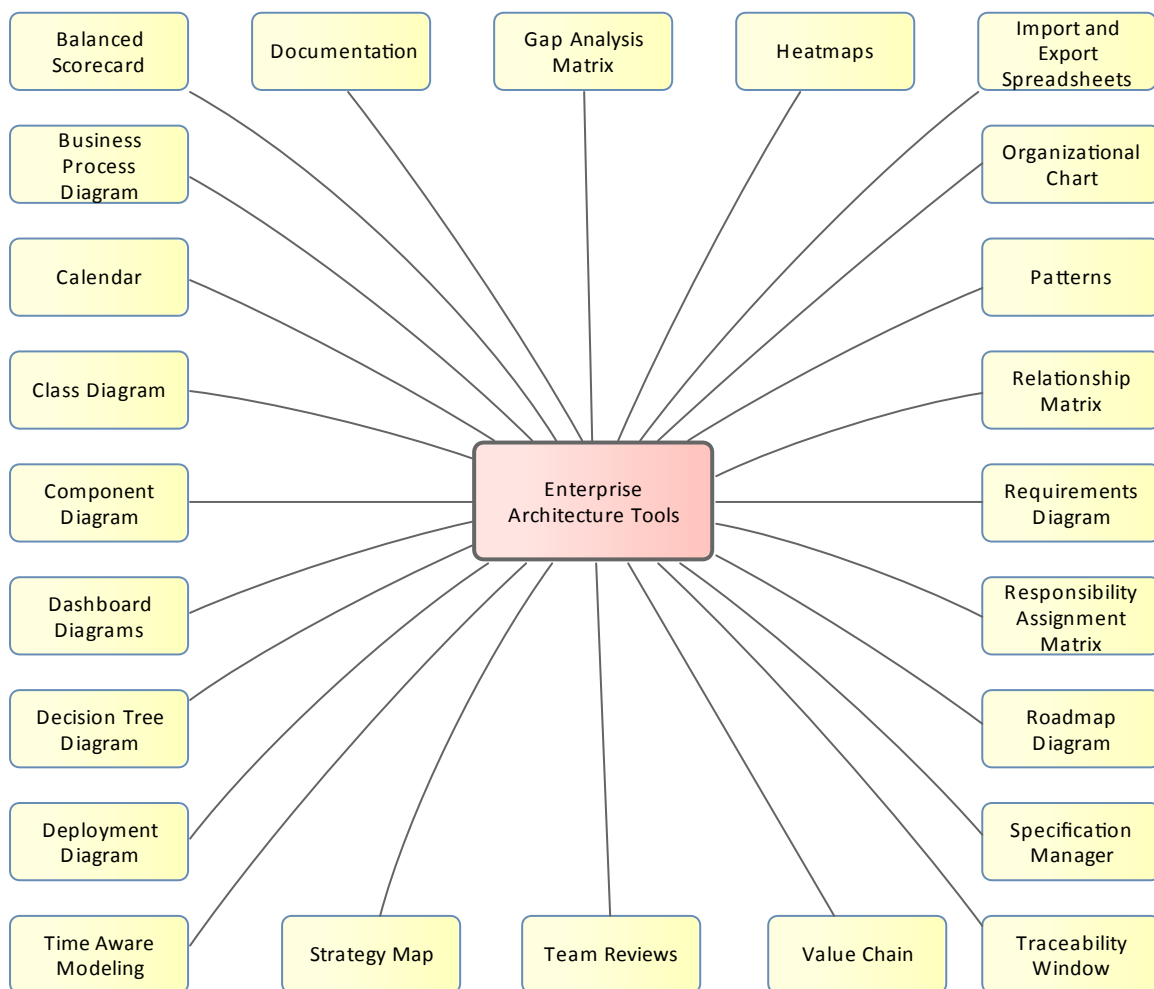 Balanced
Scorecard
Documentation
Gap Analysis
Matrix
Heatmaps
Import and
Export
Spreadsheets
Business
Process
Diagram
Organizational
Chart
Calendar
Patterns
Class Diagram
Relationship
Matrix
Component
Diagram
Enterprise
Architecture Tools
Requirements
Diagram
Dashboard
Diagrams
Responsibility
Assignment
Matrix
Decision Tree
Diagram
Roadmap
Diagram
Deployment
Diagram
Specification
Manager
Time Aware
Modeling
Strategy Map
Team Reviews
Value Chain
Traceability
Window